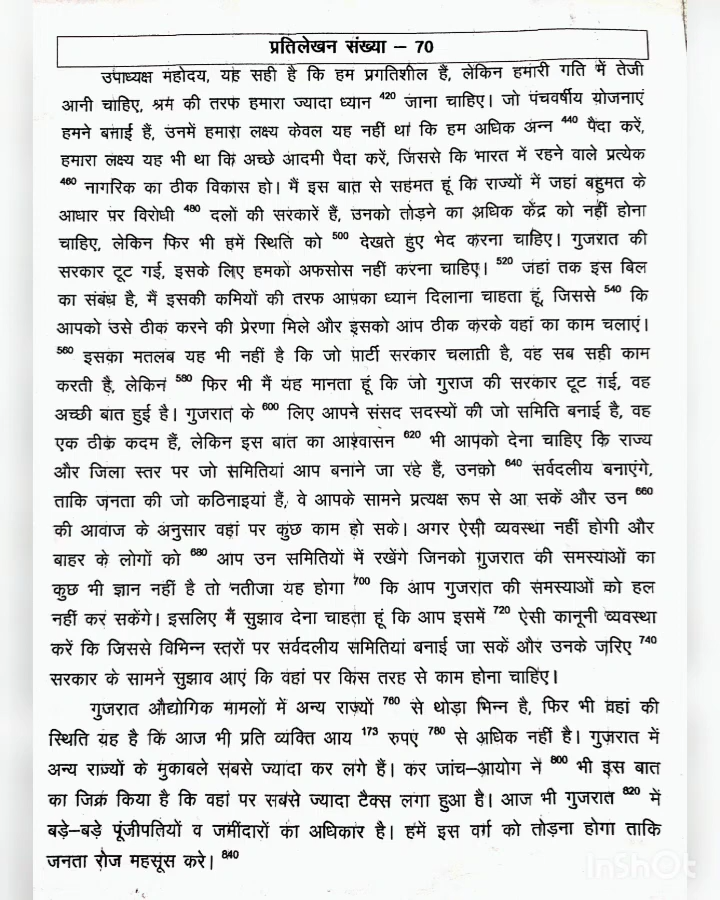 प्रतिलेखन संख्या – 70
उपाध्यक्ष महोदय, यह सही है कि हम प्रगतिशील हैं, लेकिन हमारी गति में तेजी
आनी चाहिए, श्रम की तरफ हमारा ज्यादा ध्यान 420 जाना चाहिए। जो पंचवर्षीय योजनाएं
हमने बनाई हैं, उनमें हमारा लक्ष्य केवल यह नहीं था कि हम अधिक अन्न 440 पैदा करें,
हमारा लक्ष्य यह भी था कि अच्छे आदमी पैदा करें, जिससे कि भारत में रहने वाले प्रत्येक
460 नागरिक का ठीक विकास हो। मैं इस बात से सहमत हूं कि राज्यों में जहां बहुमत के
आधार पर विरोधी 480 दलों की सरकारें हैं, उनको तोड़ने का अधिक केंद्र को नहीं होना
चाहिए, लेकिन फिर भी हमें स्थिति को 500 देखते हुए भेद करना चाहिए। गुजरात की
सरकार टूट गई, इसके लिए हमको अफसोस नहीं करना चाहिए। 520 जहां तक इस बिल
का संबंध है, मैं इसकी कमियों की तरफ आपका ध्यान दिलाना चाहता हूं, जिससे 540 कि
आपको उसे ठीक करने की प्रेरणा मिले और इसको आप ठीक करके वहां का काम चलाएं।
560 इसका मतलब यह भी नहीं है कि जो पार्टी सरकार चलाती है, वह सब सही काम
करती है, लेकिन 580 फिर भी मैं यह मानता हूं कि जो गुराज की सरकार टूट गई, वह
अच्छी बात हुई है। गुजरात के 600 लिए आपने संसद सदस्यों की जो समिति बनाई है, वह
एक ठीक कदम हैं, लेकिन इस बात का आश्वासन 620 भी आपको देना चाहिए कि राज्य
और जिला स्तर पर जो समितियां आप बनाने जा रहे हैं, उनको 640 सर्वदलीय बनाएंगे,
ताकि जनता की जो कठिनाइयां हैं, वे आपके सामने प्रत्यक्ष रूप से आ सकें और उन 660
की आवाज के अनुसार वहां पर कुछ काम हो सके। अगर ऐसी व्यवस्था नहीं होगी और
बाहर के लोगों को 680 आप उन समितियों में रखेंगे जिनको गुजरात की समस्याओं का
कुछ भी ज्ञान नहीं है तो नतीजा यह होगा 700 कि आप गुजरात की समस्याओं को हल
नहीं कर सकेंगे। इसलिए मैं सुझाव देना चाहता हूं कि आप इसमें 720 ऐसी कानूनी व्यवस्था
करें कि जिससे विभिन्न स्तरों पर सर्वदलीय समितियां बनाई जा सकें और उनके जरिए 740
सरकार के सामने सुझाव आएं कि वहां पर किस तरह से काम होना चाहिए।
गुजरात औद्योगिक मामलों में अन्य राज्यों 760 से थोड़ा भिन्न है, फिर भी वहां की
स्थिति यह है कि आज भी प्रति व्यक्ति आय 173 रुपए 780 से अधिक नहीं है। गुजरात में
अन्य राज्यों के मुकाबले सबसे ज्यादा कर लगे हैं। कर जांच–आयोग ने 800 भी इस बात
का जिक्र किया है कि वहां पर सबसे ज्यादा टैक्स लगा हुआ है। आज भी गुजरात 820 में
बड़े–बड़े पूंजीपतियों व जमींदारों का अधिकार है। हमें इस वर्ग को तोड़ना होगा ताकि
जनता रोज महसूस करे। 840
InShOt